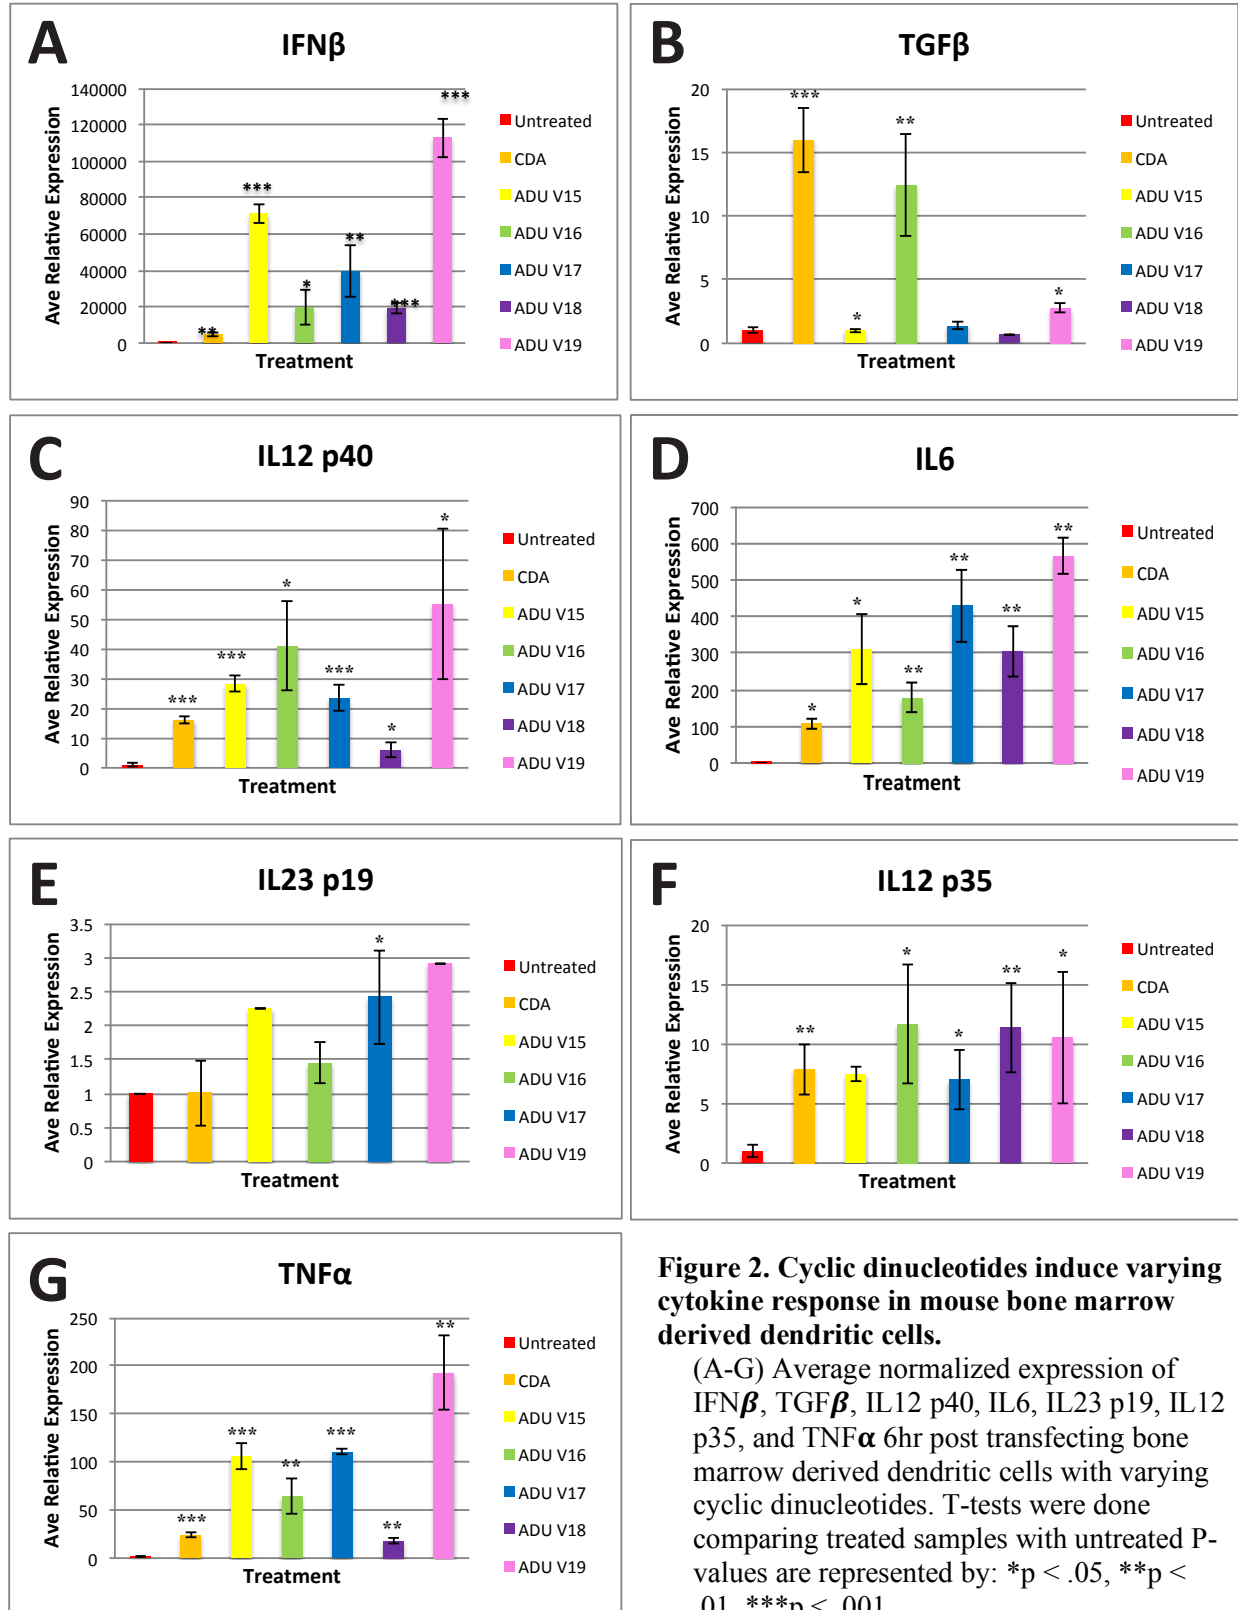 A
IFNβ
Ave Relative Expression
140000
120000
100000
80000
60000
40000
20000
0
***
**
***
*
**
***
Treatment
Untreated
CDA
ADU V15
ADU V16
ADU V17
ADU V18
ADU V19
B
TGFβ
Ave Relative Expression
20
15
10
5
0
***
**
*
*
Treatment
Untreated
CDA
ADU V15
ADU V16
ADU V17
ADU V18
ADU V19
C
IL12 p40
Ave Relative Expression
90
80
70
60
50
40
30
20
10
0
***
***
*
***
*
*
Treatment
Untreated
CDA
ADU V15
ADU V16
ADU V17
ADU V18
ADU V19
D
IL6
Ave Relative Expression
700
600
500
400
300
200
100
0
*
*
**
**
**
**
Treatment
Untreated
CDA
ADU V15
ADU V16
ADU V17
ADU V18
ADU V19
E
IL23 p19
Ave Relative Expression
3.5
3
2.5
2
1.5
1
0.5
0
*
Treatment
Untreated
CDA
ADU V15
ADU V16
ADU V17
ADU V19
F
IL12 p35
Ave Relative Expression
20
15
10
5
0
**
*
*
**
*
Treatment
Untreated
CDA
ADU V15
ADU V16
ADU V17
ADU V18
ADU V19
G
TNFα
Ave Relative Expression
250
200
150
100
50
0
***
***
**
***
**
**
Treatment
Untreated
CDA
ADU V15
ADU V16
ADU V17
ADU V18
ADU V19
Figure 2. Cyclic dinucleotides induce varying
cytokine response in mouse bone marrow
derived dendritic cells.
(A-G) Average normalized expression of
IFNβ, TGFβ, IL12 p40, IL6, IL23 p19, IL12
p35, and TNFα 6hr post transfecting bone
marrow derived dendritic cells with varying
cyclic dinucleotides. T-tests were done
comparing treated samples with untreated P-
values are represented by: *p < .05, **p <
.01, ***p < .001